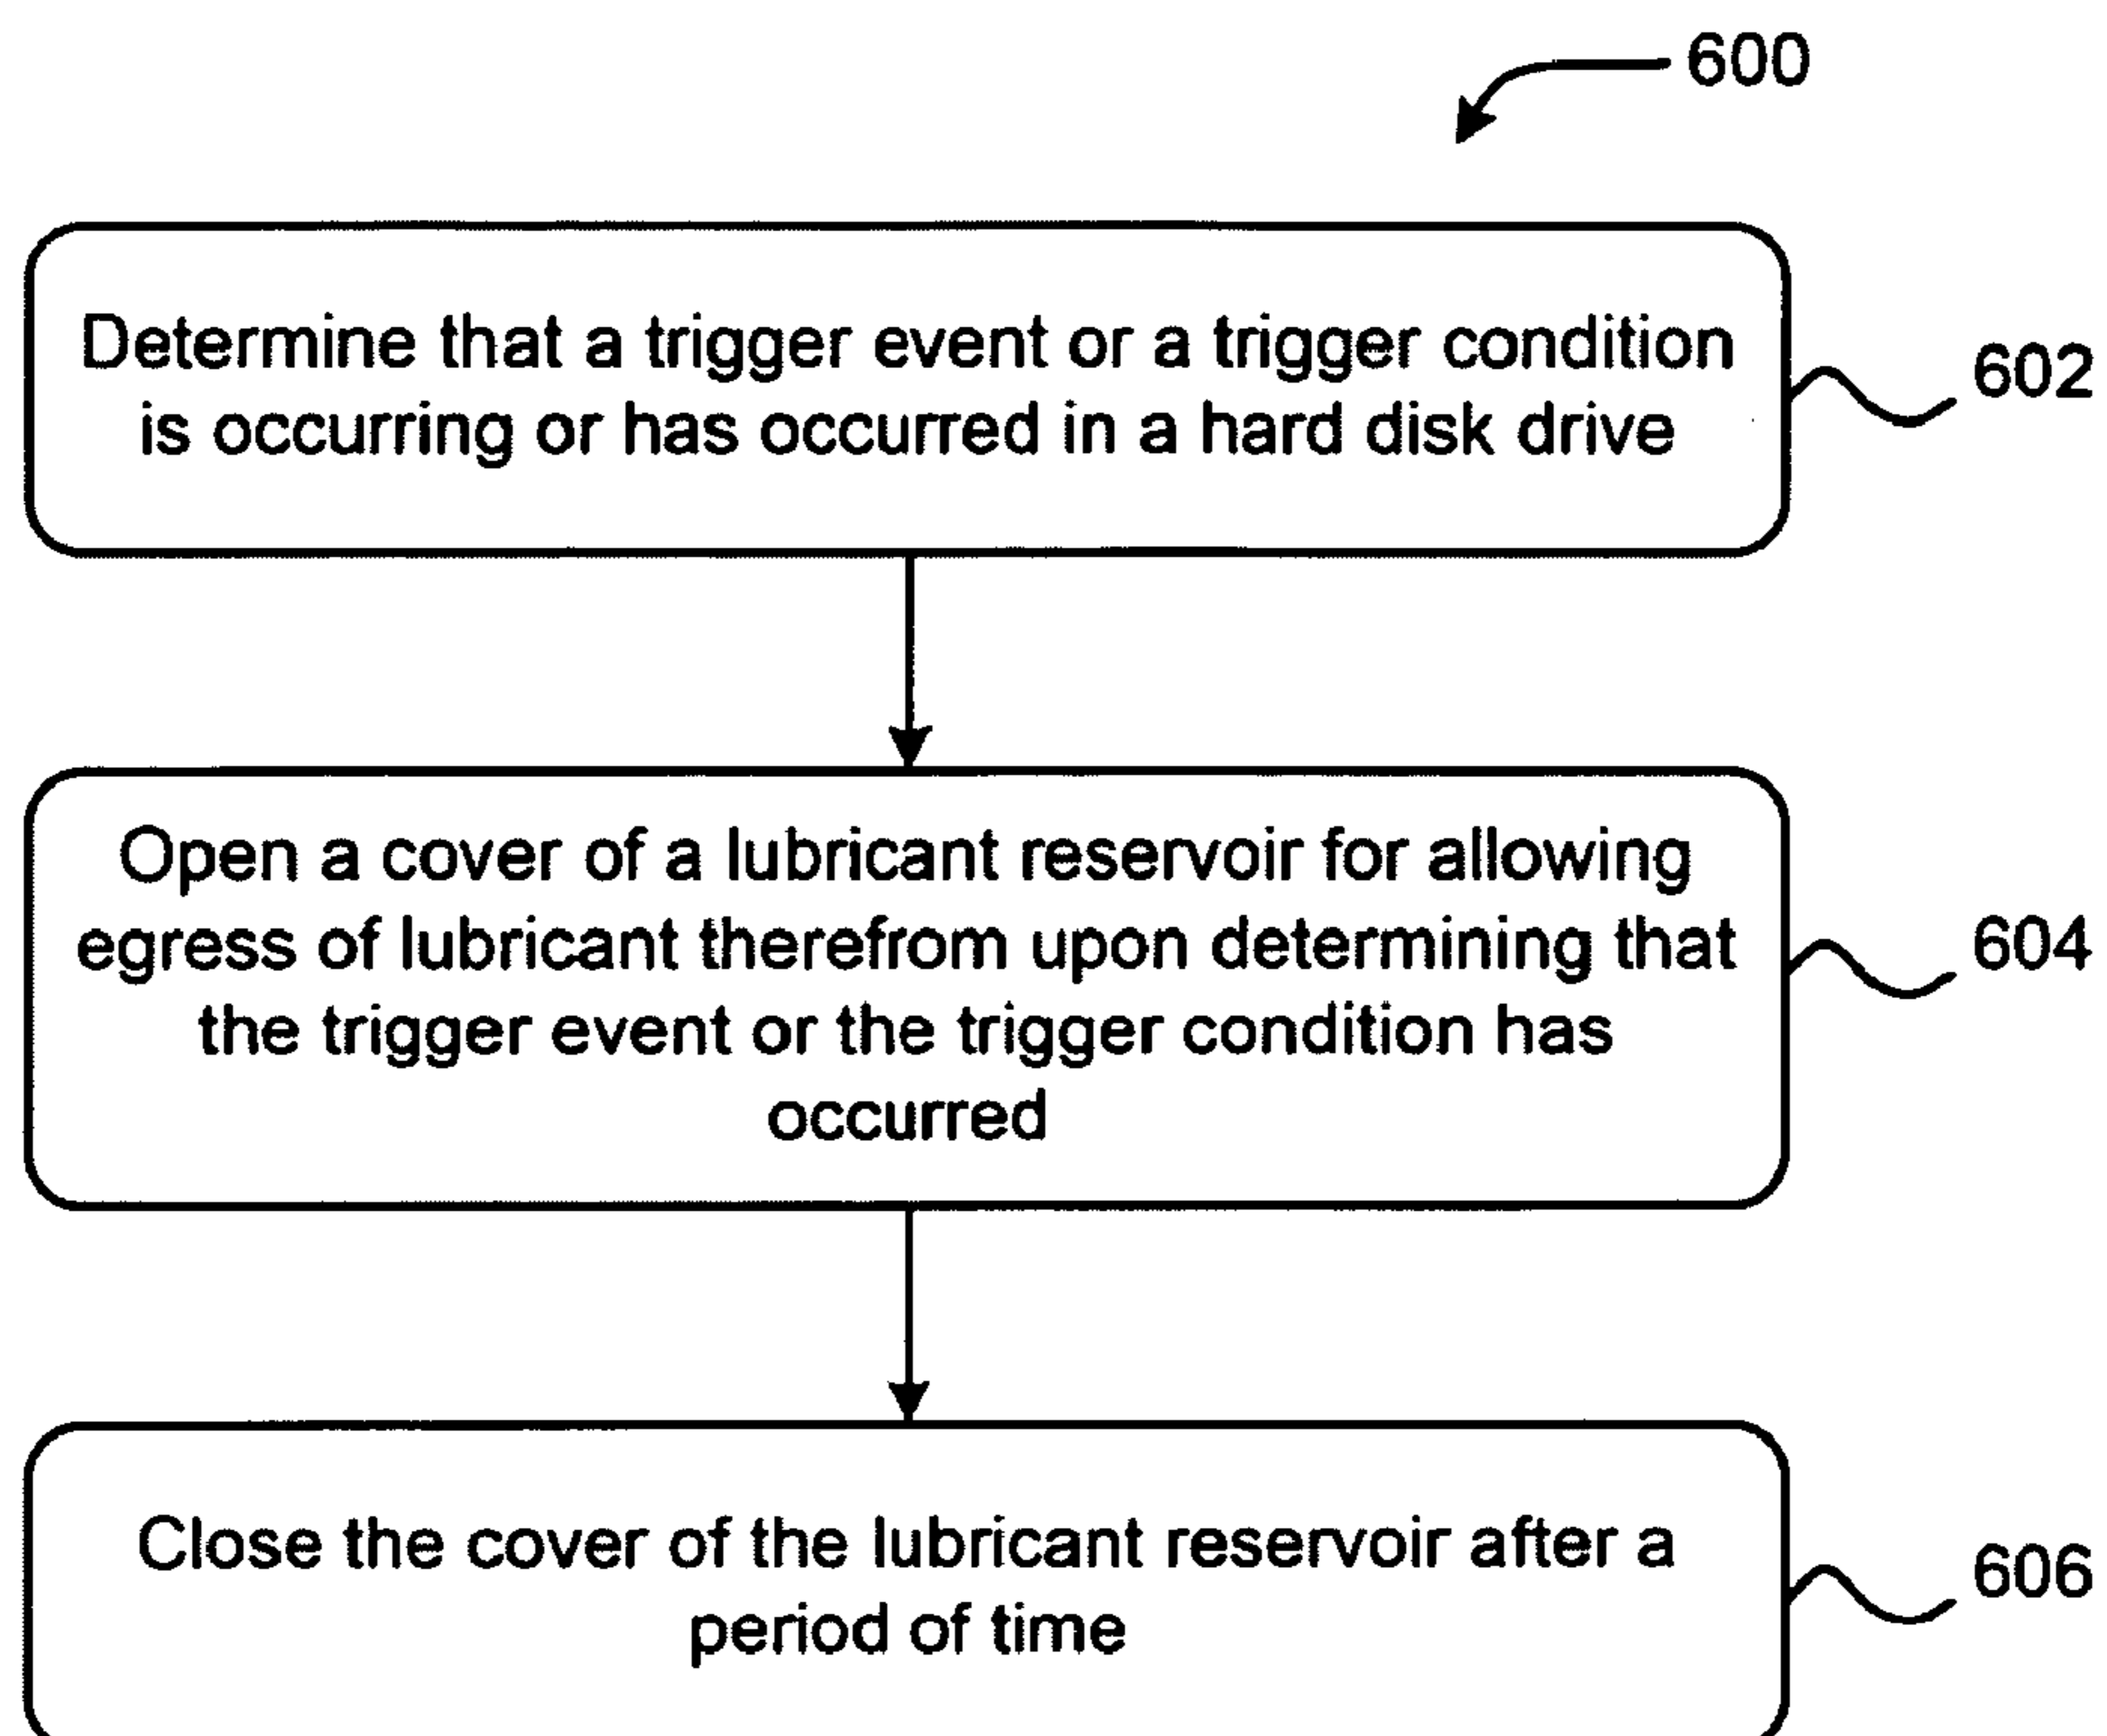 600
Determine that a trigger event or a trigger condition
is occurring or has occurred in a hard disk drive
602
Open a cover of a lubricant reservoir for allowing
egress of lubricant therefrom upon determining that
the trigger event or the trigger condition has
occurred
604
Close the cover of the lubricant reservoir after a
period of time
606